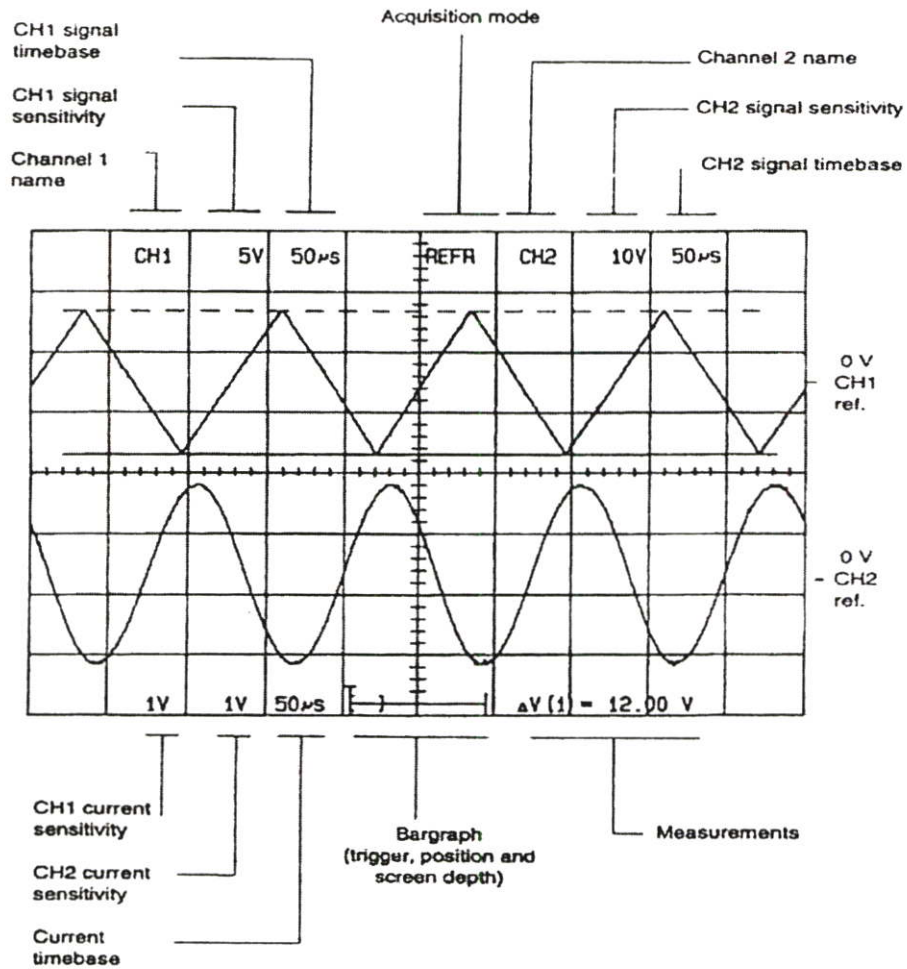 Acquisition mode
CH1 signal
timebase
Channel 2 name
CH1 signal
sensitivity
CH2 signal sensitivity
Channel 1
name
CH2 signal timebase
CH1 5V 50µs REFR CH2 10V 50µs
0 V
CH1
ref.
0 V
CH2
ref.
1V 1V 50µs [ ] ΔV(1) = 12.00 V
CH1 current
sensitivity
Bargraph
(trigger, position and
screen depth)
Measurements
CH2 current
sensitivity
Current
timebase